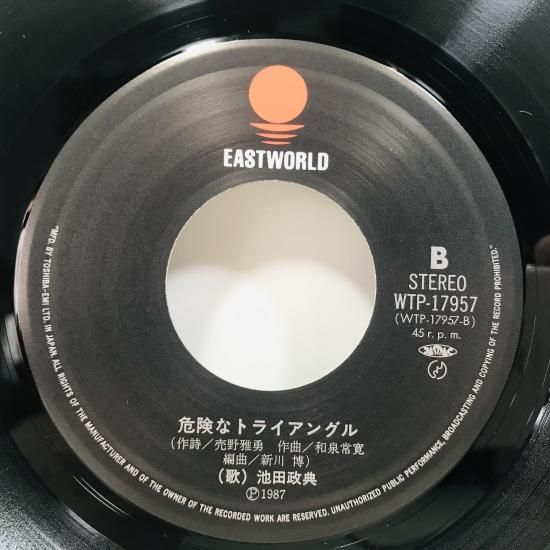 EASTWORLD
B
STEREO
WTP-17957
(WTP-17957-B)
45 r.p.m.
危険なトライアングル
(作詩／売野雅勇 作曲／和泉常寛
編曲／新川 博)
(歌) 池田政典
Ⓟ1987
"MFD. BY TOSHIBA-EMI LTD. IN JAPAN. ALL RIGHTS OF THE MANUFACTURER AND OF THE OWNER OF THE RECORDED WORK ARE RESERVED. UNAUTHORIZED PUBLIC PERFORMANCE, BROADCASTING AND COPYING OF THE RECORD PROHIBITED."